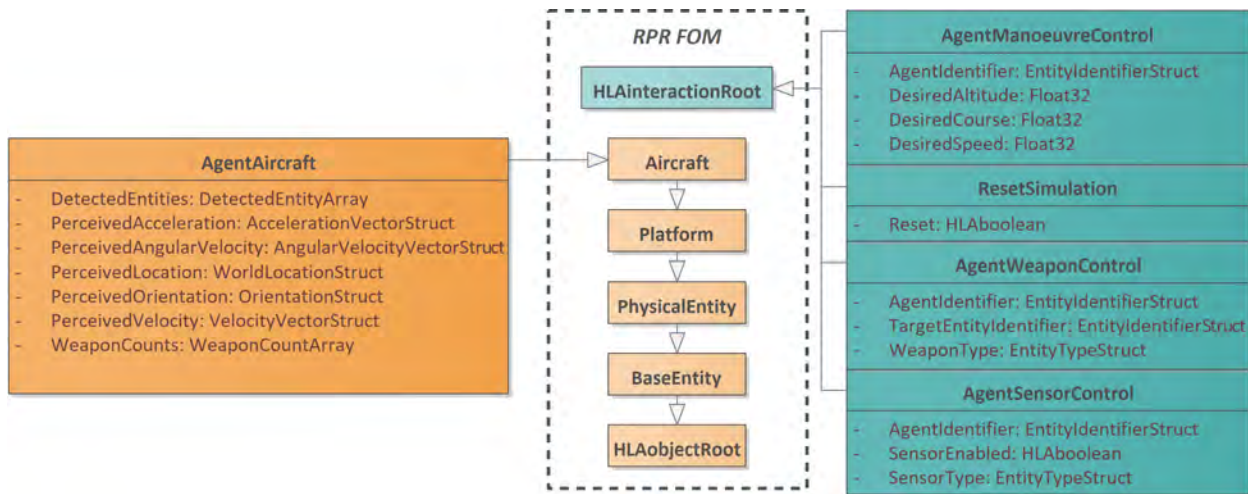 AgentAircraft
- DetectedEntities: DetectedEntityArray
- PerceivedAcceleration: AccelerationVectorStruct
- PerceivedAngularVelocity: AngularVelocityVectorStruct
- PerceivedLocation: WorldLocationStruct
- PerceivedOrientation: OrientationStruct
- PerceivedVelocity: VelocityVectorStruct
- WeaponCounts: WeaponCountArray
RPR FOM
HLAinteractionRoot
Aircraft
Platform
PhysicalEntity
BaseEntity
HLAobjectRoot
AgentManoeuvreControl
- AgentIdentifier: EntityIdentifierStruct
- DesiredAltitude: Float32
- DesiredCourse: Float32
- DesiredSpeed: Float32
ResetSimulation
- Reset: HLAboolean
AgentWeaponControl
- AgentIdentifier: EntityIdentifierStruct
- TargetEntityIdentifier: EntityIdentifierStruct
- WeaponType: EntityTypeStruct
AgentSensorControl
- AgentIdentifier: EntityIdentifierStruct
- SensorEnabled: HLAboolean
- SensorType: EntityTypeStruct